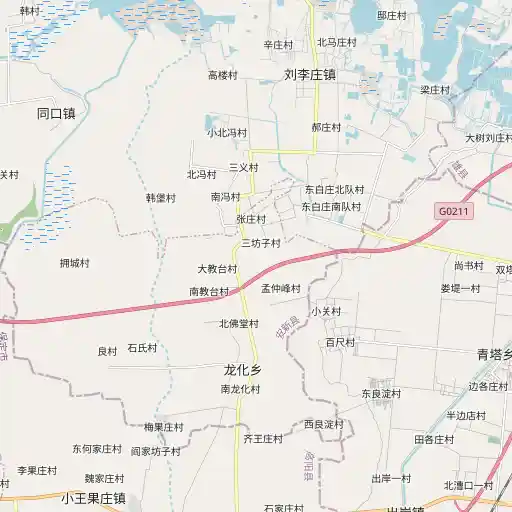 韩村
邸庄村
辛庄村
北马庄村
高楼村
刘李庄镇
梁庄村
同口镇
小北冯村
郝庄村
大树刘庄村
三义村
关村
北冯村
雄县
东白庄北队村
韩堡村
南冯村
东白庄南队村
G0211
张庄村
三坊子村
拥城村
大教台村
尚书村
双塔
南教台村
孟仲峰村
娄堤一村
小关村
北佛堂村
安新县
百尺村
良村
石氏村
青塔乡
龙化乡
边各庄村
南龙化村
东良淀村
半边店村
梅果庄村
西良淀村
齐王庄村
田各庄村
东何家庄村
阎家坊子村
李果庄村
魏家庄村
出岸一村
北漕口一村
小王果庄镇
石家庄村
出岸镇